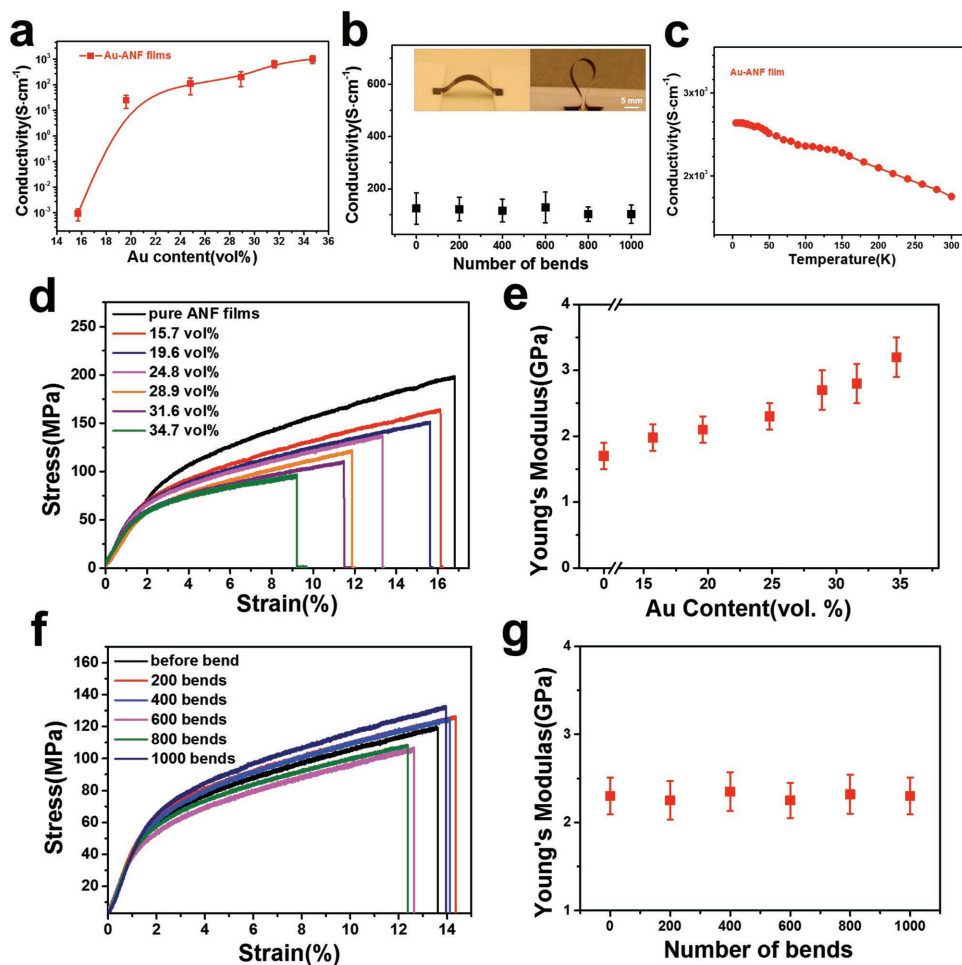 a
Conductivity(S·cm⁻¹)
10³
10²
10¹
10⁰
10⁻¹
10⁻²
10⁻³
Au-ANF films
14 16 18 20 22 24 26 28 30 32 34 36
Au content(vol%)
b
Conductivity(S·cm⁻¹)
600
400
200
5 mm
0 200 400 600 800 1000
Number of bends
c
Conductivity(S·cm⁻¹)
3x10³
2x10³
Au-ANF film
0 50 100 150 200 250 300
Temperature(K)
d
Stress(MPa)
250
225
200
175
150
125
100
75
50
25
0
pure ANF films
15.7 vol%
19.6 vol%
24.8 vol%
28.9 vol%
31.6 vol%
34.7 vol%
0 2 4 6 8 10 12 14 16
Strain(%)
e
Young's Modulus(GPa)
4
3
2
1
0
0 15 20 25 30 35
Au Content(vol. %)
f
Stress(MPa)
160
140
120
100
80
60
40
20
before bend
200 bends
400 bends
600 bends
800 bends
1000 bends
0 2 4 6 8 10 12 14
Strain(%)
g
Young's Modulas(GPa)
4
3
2
1
0 200 400 600 800 1000
Number of bends